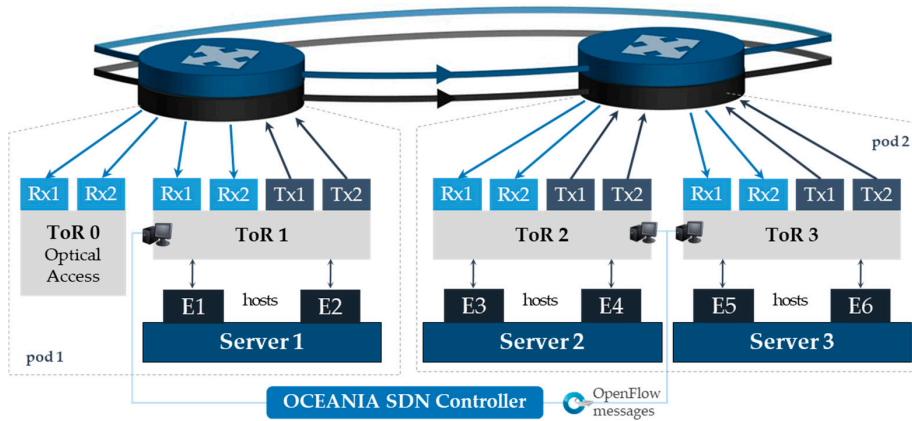 pod 2
Rx1 Rx2 Rx1 Rx2 Tx1 Tx2 Rx1 Rx2 Tx1 Tx2 Rx1 Rx2 Tx1 Tx2
ToR 0 ToR 1 ToR 2 ToR 3
Optical
Access
E1 hosts E2 E3 hosts E4 E5 hosts E6
Server 1 Server 2 Server 3
pod 1
OCEANIA SDN Controller
OpenFlow
messages